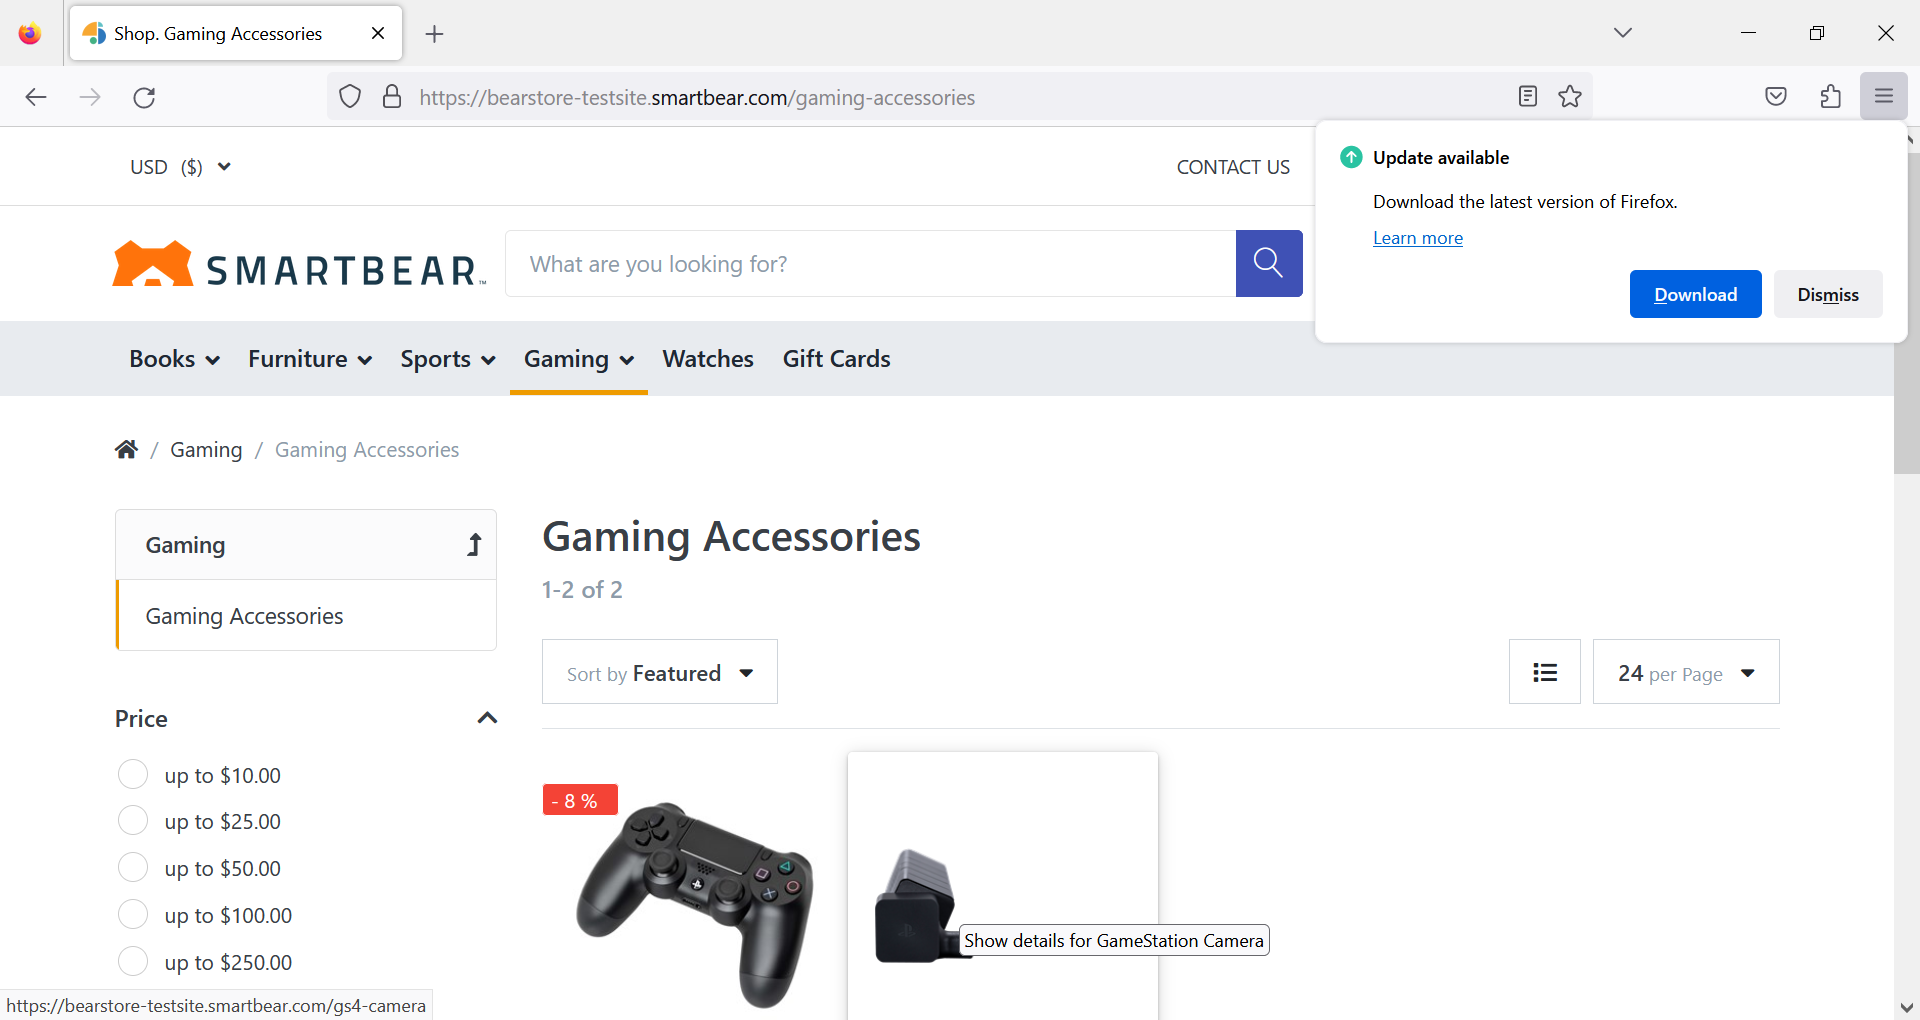 Shop. Gaming Accessories
https://bearstore-testsite.smartbear.com/gaming-accessories
Update available
Download the latest version of Firefox.
Learn more
Download
Dismiss
USD ($)
CONTACT US
SMARTBEAR™
What are you looking for?
Books
Furniture
Sports
Gaming
Watches
Gift Cards
/ Gaming / Gaming Accessories
Gaming
Gaming Accessories
Price
up to $10.00
up to $25.00
up to $50.00
up to $100.00
up to $250.00
Gaming Accessories
1-2 of 2
Sort by Featured
24 per Page
- 8 %
Show details for GameStation Camera
https://bearstore-testsite.smartbear.com/gs4-camera